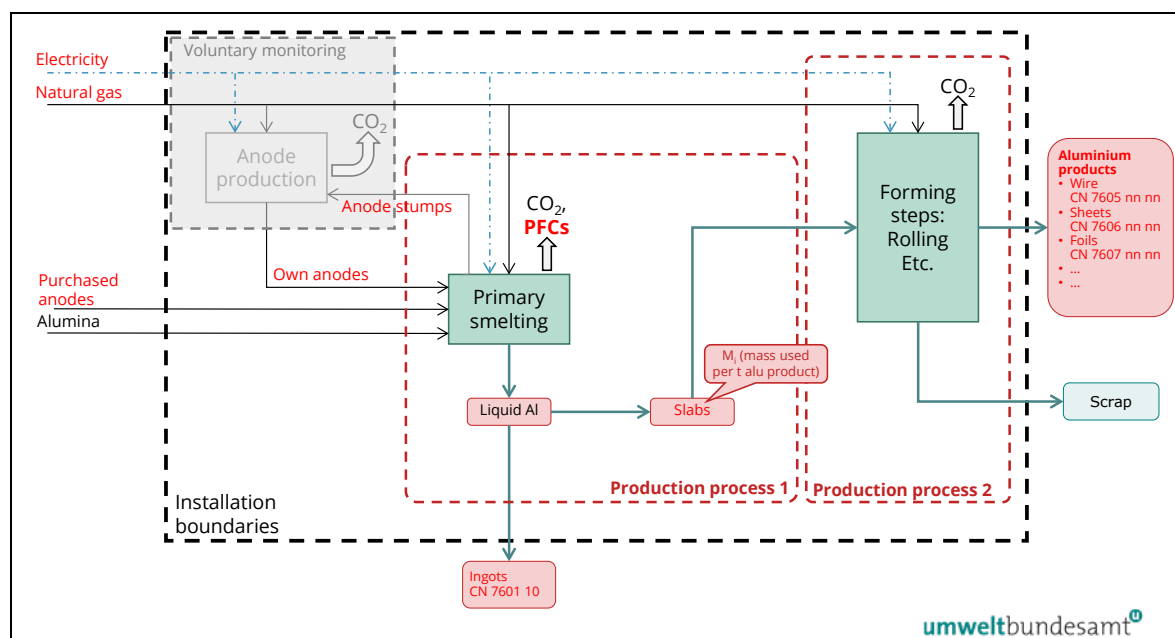 Voluntary monitoring
Electricity
Natural gas
CO2
Anode
production
Anode stumps
CO2,
PFCs
CO2
Forming
steps:
Rolling
Etc.
Aluminium
products
• Wire
CN 7605 nn nn
• Sheets
CN 7606 nn nn
• Foils
CN 7607 nn nn
• ...
• ...
Own anodes
Purchased
anodes
Alumina
Primary
smelting
Mi (mass used
per t alu product)
Liquid Al
Slabs
Scrap
Production process 1
Production process 2
Installation
boundaries
Ingots
CN 7601 10
umweltbundesamt u